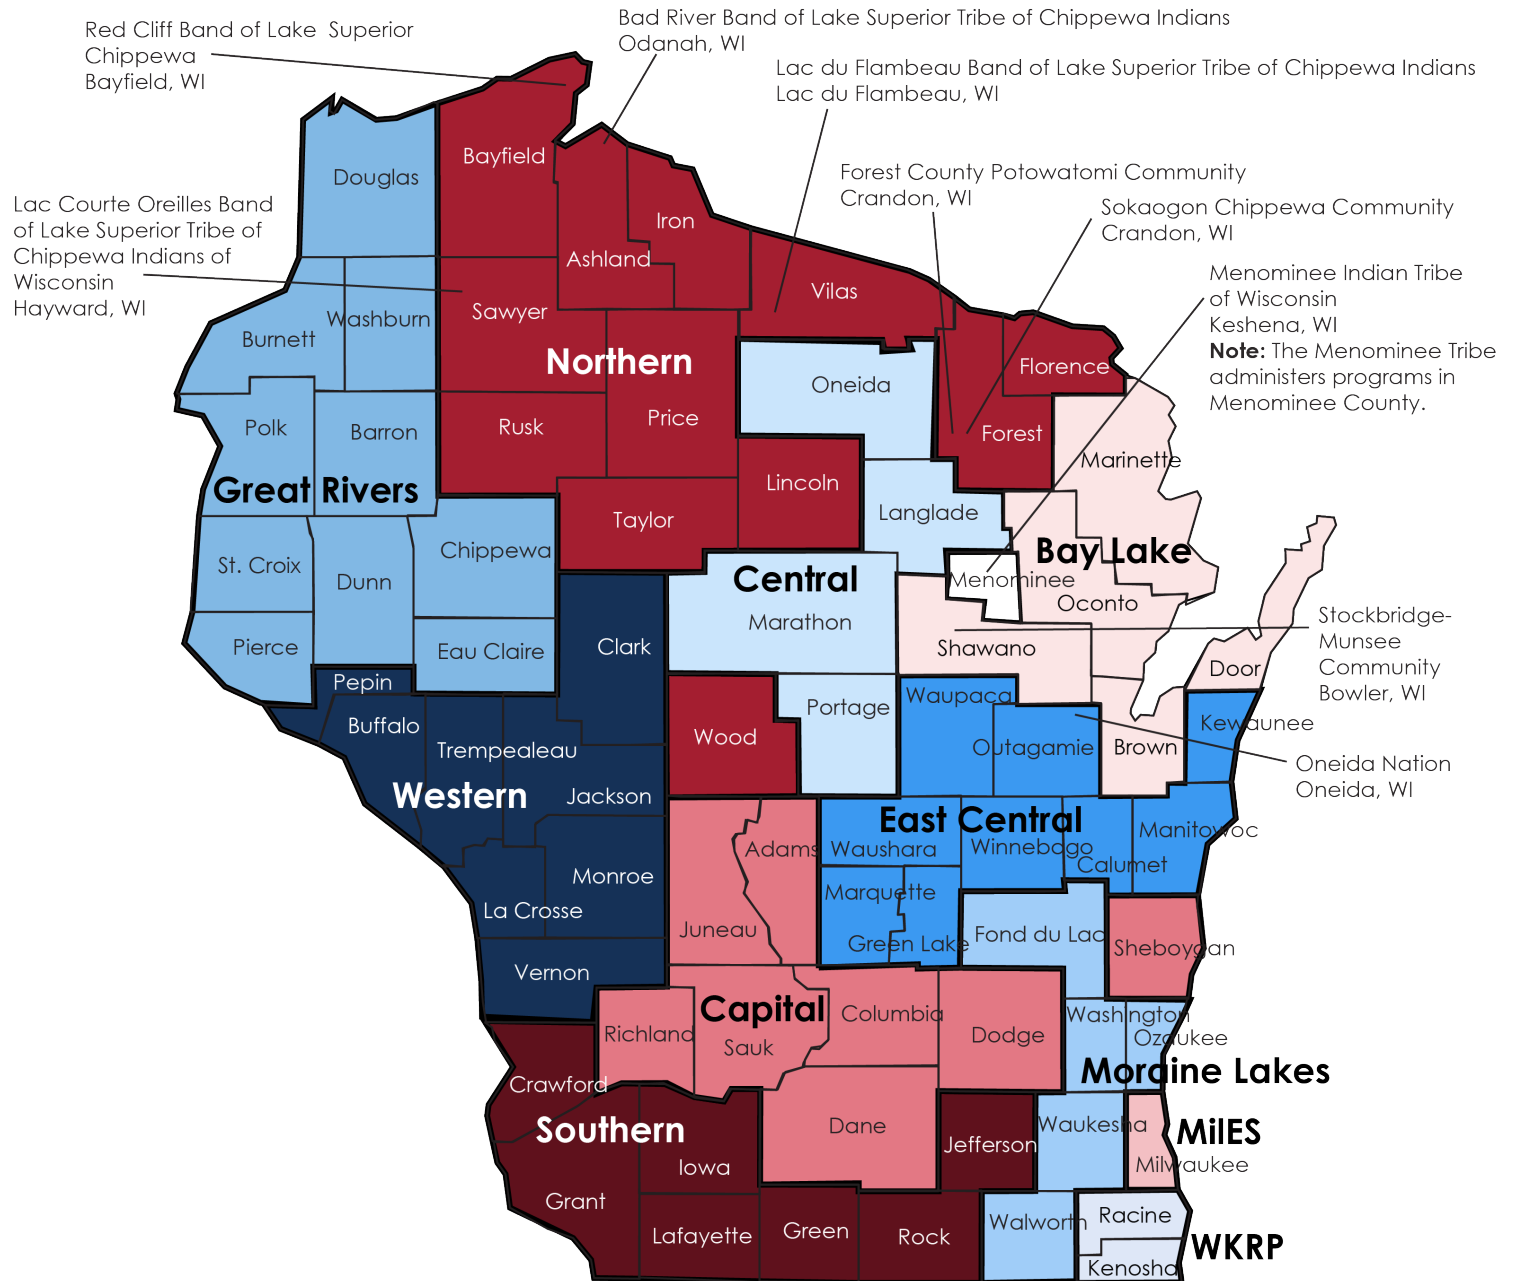 Red Cliff Band of Lake  Superior
Chippewa
Bayfield, WI
Bad River Band of Lake Superior Tribe of Chippewa Indians
Odanah, WI
Lac du Flambeau Band of Lake Superior Tribe of Chippewa Indians
Lac du Flambeau, WI
Forest County Potowatomi Community
Crandon, WI
Sokaogon Chippewa Community
Crandon, WI
Lac Courte Oreilles Band
of Lake Superior Tribe of
Chippewa Indians of
Wisconsin
Hayward, WI
Menominee Indian Tribe
of Wisconsin
Keshena, WI
Note: The Menominee Tribe
administers programs in
Menominee County.
Bayfield
Douglas
Iron
Ashland
Vilas
Sawyer
Washburn
Burnett
Northern
Florence
Oneida
Price
Rusk
Polk
Barron
Forest
Marinette
Great Rivers
Lincoln
Langlade
Taylor
Chippewa
Bay Lake
St. Croix
Dunn
Central
Menominee
Oconto
Marathon
Stockbridge-
Munsee
Community
Bowler, WI
Pierce
Eau Claire
Clark
Shawano
Door
Pepin
Waupaca
Portage
Buffalo
Kewaunee
Wood
Trempealeau
Outagamie
Brown
Oneida Nation
Oneida, WI
Western
Jackson
East Central
Manitowoc
Adams
Waushara
Winnebago
Calumet
Monroe
Marquette
La Crosse
Juneau
Green Lake
Fond du Lac
Sheboygan
Vernon
Capital
Columbia
Washington
Richland
Sauk
Dodge
Ozaukee
Moraine Lakes
Crawford
Southern
Dane
Jefferson
Waukesha
MilES
Milwaukee
Iowa
Grant
Lafayette
Green
Rock
Walworth
Racine
WKRP
Kenosha